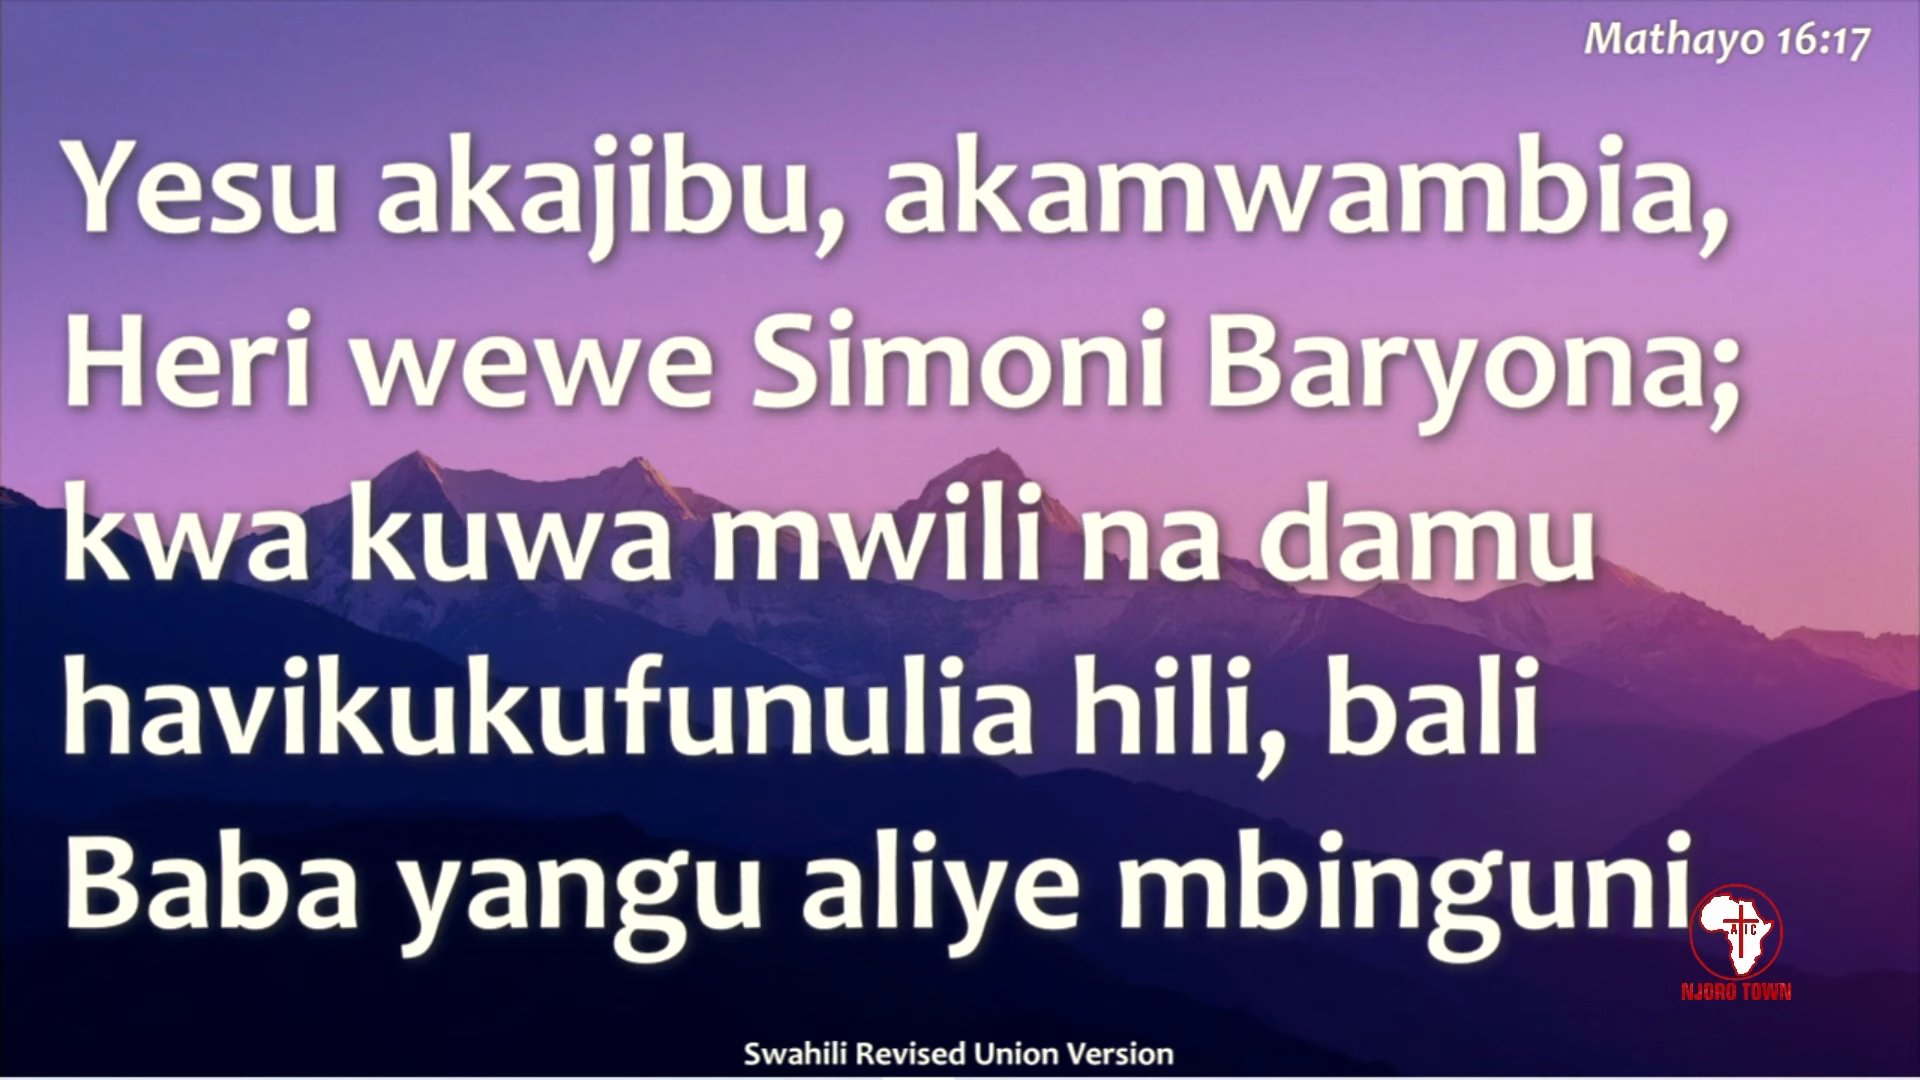 Mathayo 16:17
Yesu akajibu, akamwambia,
Heri wewe Simoni Baryona;
kwa kuwa mwili na damu
havikukufunulia hili, bali
Baba yangu aliye mbinguni.
AIC
NJORO TOWN
Swahili Revised Union Version